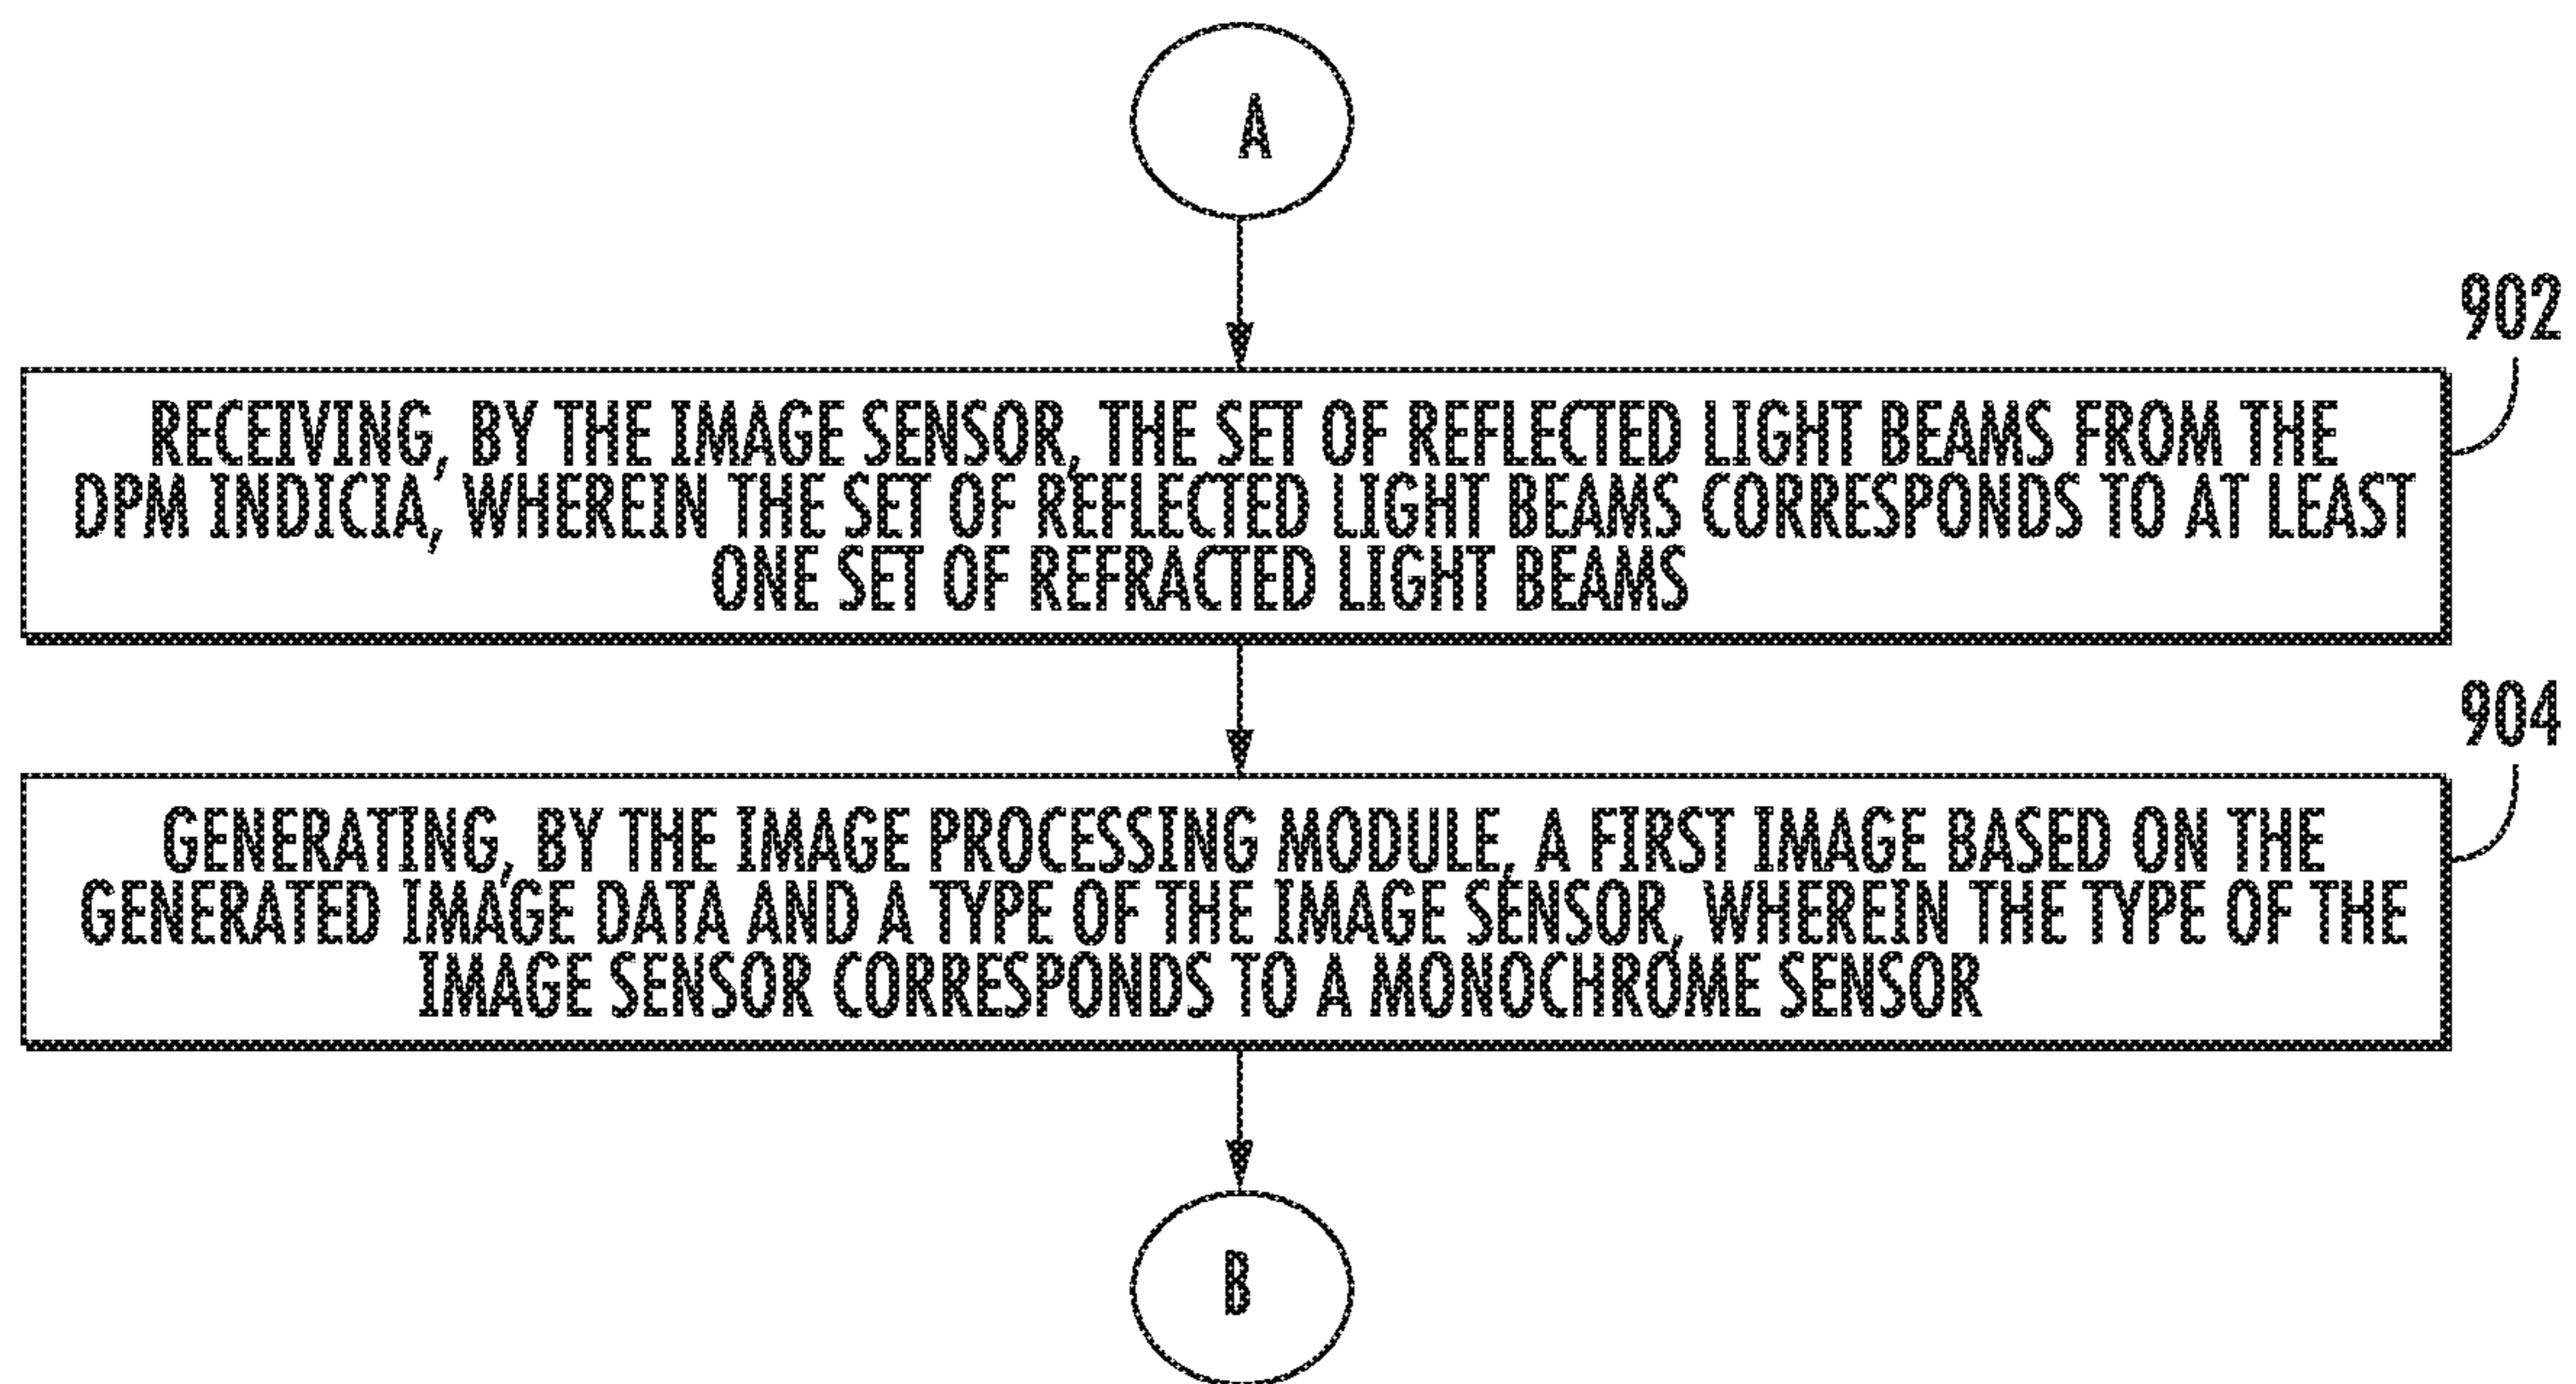 A
902
RECEIVING, BY THE IMAGE SENSOR, THE SET OF REFLECTED LIGHT BEAMS FROM THE
DPM INDICIA, WHEREIN THE SET OF REFLECTED LIGHT BEAMS CORRESPONDS TO AT LEAST
ONE SET OF REFRACTED LIGHT BEAMS
904
GENERATING, BY THE IMAGE PROCESSING MODULE, A FIRST IMAGE BASED ON THE
GENERATED IMAGE DATA AND A TYPE OF THE IMAGE SENSOR, WHEREIN THE TYPE OF THE
IMAGE SENSOR CORRESPONDS TO A MONOCHROME SENSOR
B